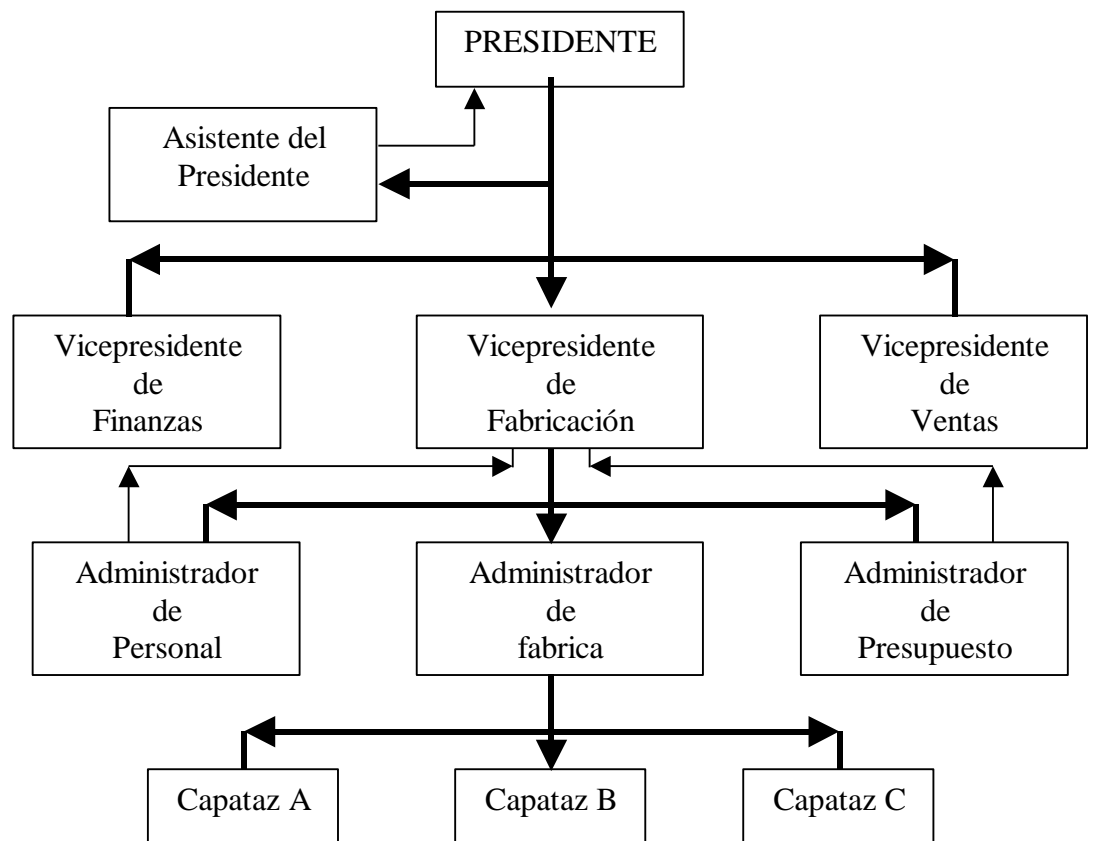 PRESIDENTE
Asistente del
Presidente
Vicepresidente
de
Finanzas
Vicepresidente
de
Fabricación
Vicepresidente
de
Ventas
Administrador
de
Personal
Administrador
de
fabrica
Administrador
de
Presupuesto
Capataz A
Capataz B
Capataz C